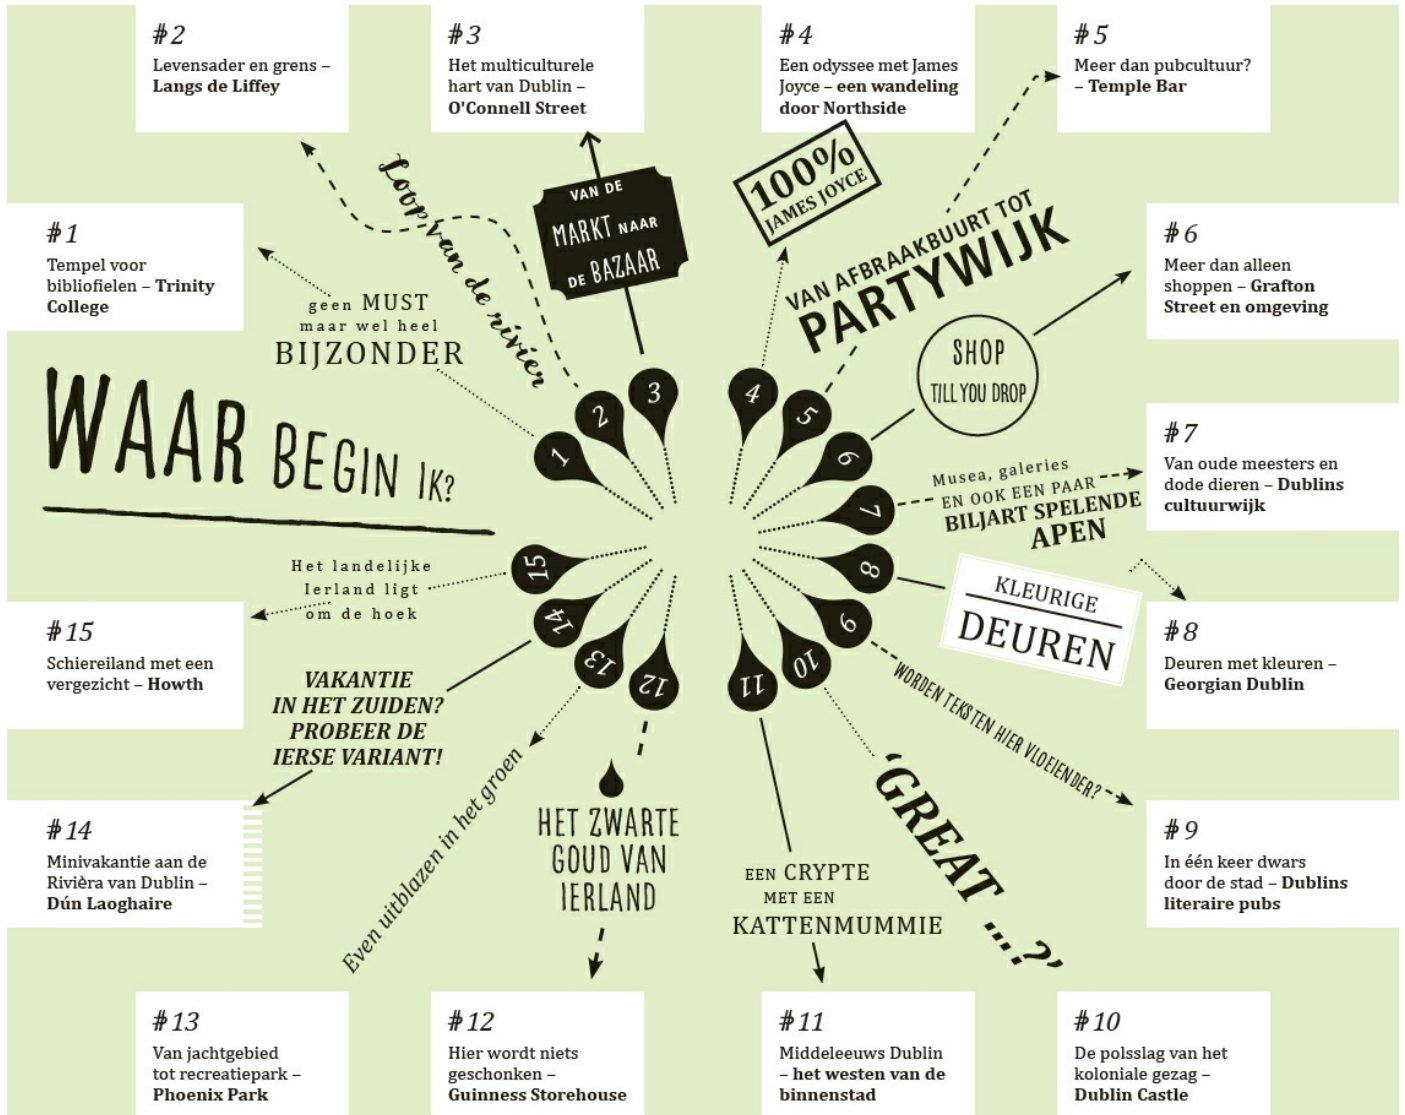 #2
Levensader en grens –
Langs de Liffey
#3
Het multiculturele
hart van Dublin –
O'Connell Street
#4
Een odyssee met James
Joyce – een wandeling
door Northside
#5
Meer dan pubcultuur?
– Temple Bar
#1
Tempel voor
bibliofielen – Trinity
College
#6
Meer dan alleen
shoppen – Grafton
Street en omgeving
geen MUST
maar wel heel
BIJZONDER
Loop van de rivier
VAN DE
MARKT NAAR
DE BAZAAR
100%
JAMES JOYCE
VAN AFBRAAKBUURT TOT
PARTYWIJK
SHOP
TILL YOU DROP
WAAR BEGIN IK?
1
2
3
4
5
6
7
8
9
10
11
12
13
14
15
Musea, galeries
EN OOK EEN PAAR
BILJART SPELENDE
APEN
#7
Van oude meesters en
dode dieren – Dublins
cultuurwijk
KLEURIGE
DEUREN
#8
Deuren met kleuren –
Georgian Dublin
WORDEN TEKSTEN HIER VLOEIENDER?
#9
In één keer dwars
door de stad – Dublins
literaire pubs
Het landelijke
Ierland ligt
om de hoek
#15
Schiereiland met een
vergezicht – Howth
VAKANTIE
IN HET ZUIDEN?
PROBEER DE
IERSE VARIANT!
#14
Minivakantie aan de
Rivièra van Dublin –
Dún Laoghaire
Even uitblazen in het groen
HET ZWARTE
GOUD VAN
IERLAND
EEN CRYPTE
MET EEN
KATTENMUMMIE
'GREAT ...?'
#13
Van jachtgebied
tot recreatiepark –
Phoenix Park
#12
Hier wordt niets
geschonken –
Guinness Storehouse
#11
Middeleeuws Dublin
– het westen van de
binnenstad
#10
De polsslag van het
koloniale gezag –
Dublin Castle